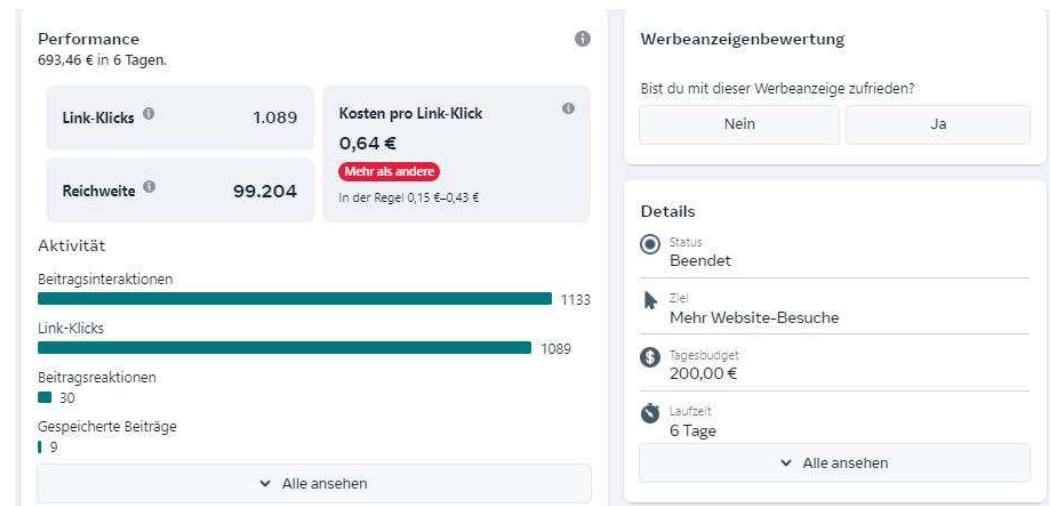 Performance
693,46 € in 6 Tagen.
Link-Klicks 1.089
Reichweite 99.204
Kosten pro Link-Klick
0,64 €
Mehr als andere
In der Regel 0,15 €–0,43 €
Aktivität
Beitragsinteraktionen
1133
Link-Klicks
1089
Beitragsreaktionen
30
Gespeicherte Beiträge
9
Alle ansehen
Werbeanzeigenbewertung
Bist du mit dieser Werbeanzeige zufrieden?
Nein Ja
Details
Status
Beendet
Ziel
Mehr Website-Besuche
Tagesbudget
200,00 €
Laufzeit
6 Tage
Alle ansehen